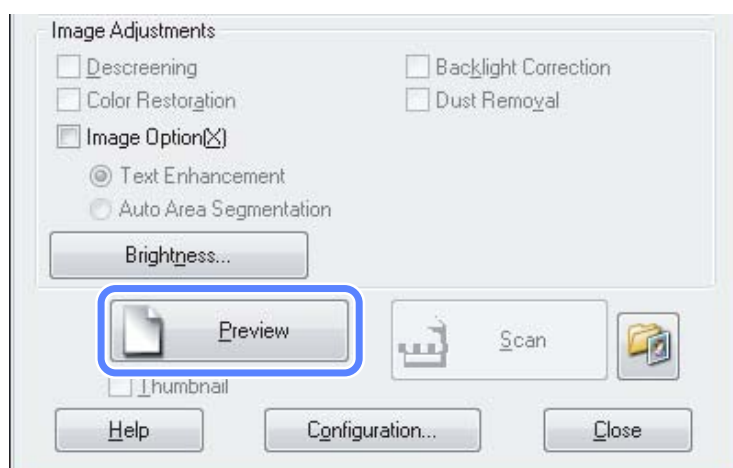 Image Adjustments
Descreening Backlight Correction
Color Restoration Dust Removal
Image Option(X)
Text Enhancement
Auto Area Segmentation
Brightness...
Preview Scan
Thumbnail
Help Configuration... Close